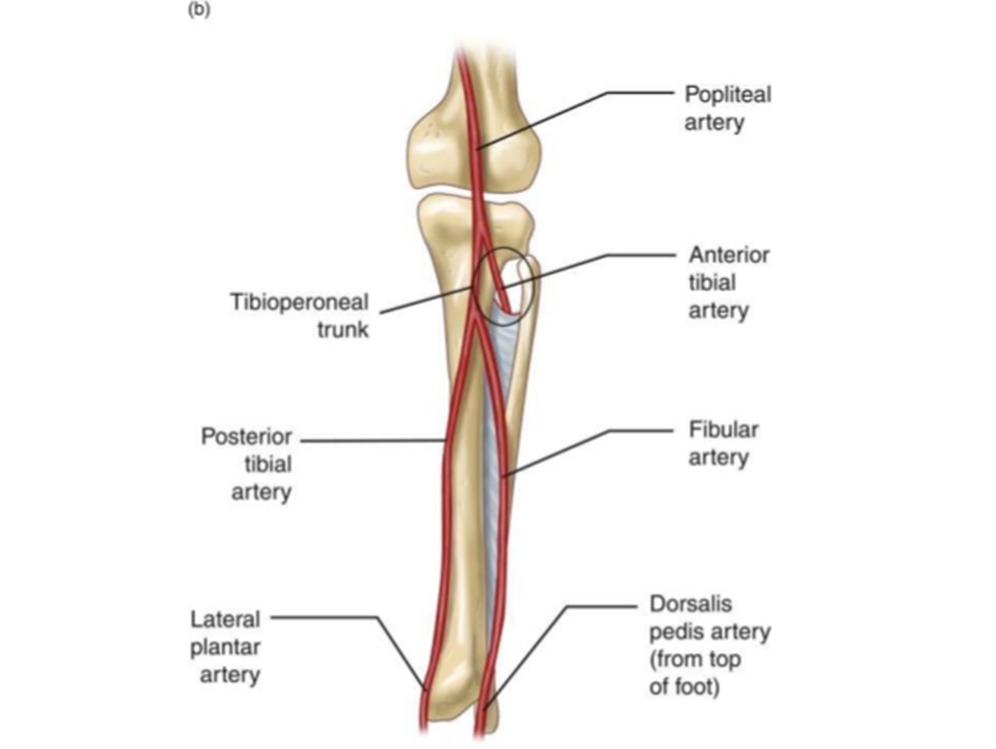 (b)
Popliteal
artery
Anterior
tibial
artery
Tibioperoneal
trunk
Fibular
artery
Posterior
tibial
artery
Dorsalis
pedis artery
(from top
of foot)
Lateral
plantar
artery